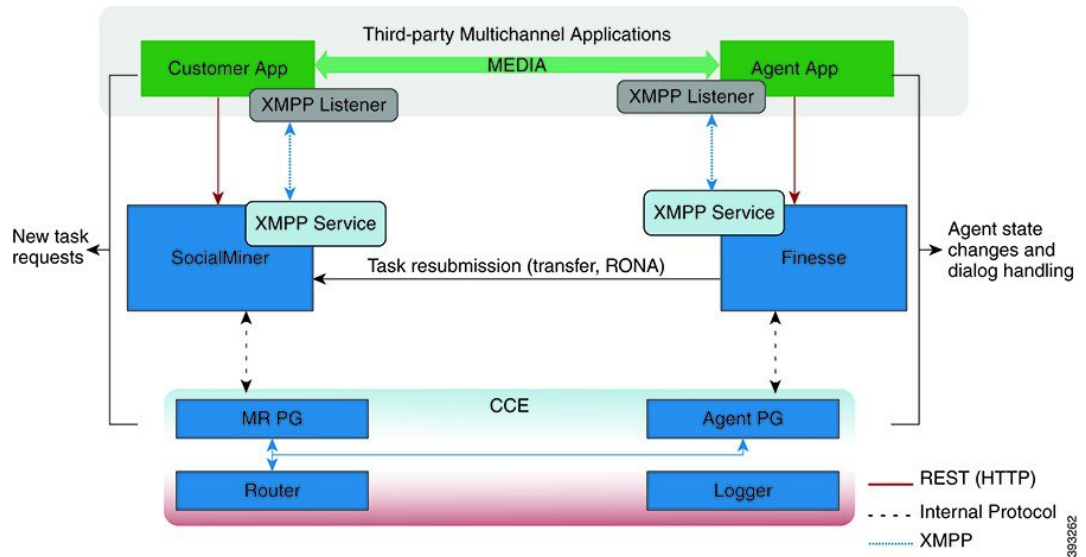 Third-party Multichannel Applications
Customer App
MEDIA
Agent App
XMPP Listener
XMPP Listener
XMPP Service
XMPP Service
New task
requests
SocialMiner
Task resubmission (transfer, RONA)
Finesse
Agent state
changes and
dialog handling
CCE
MR PG
Agent PG
Router
Logger
REST (HTTP)
Internal Protocol
XMPP
393262